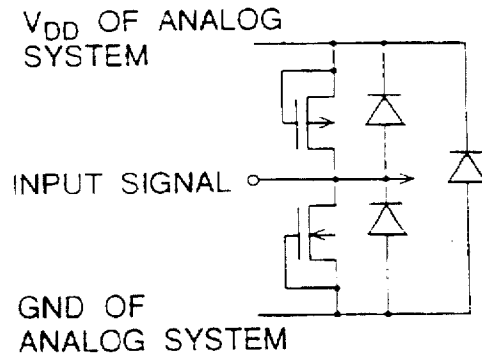 VDD OF ANALOG
SYSTEM
INPUT SIGNAL
GND OF
ANALOG SYSTEM